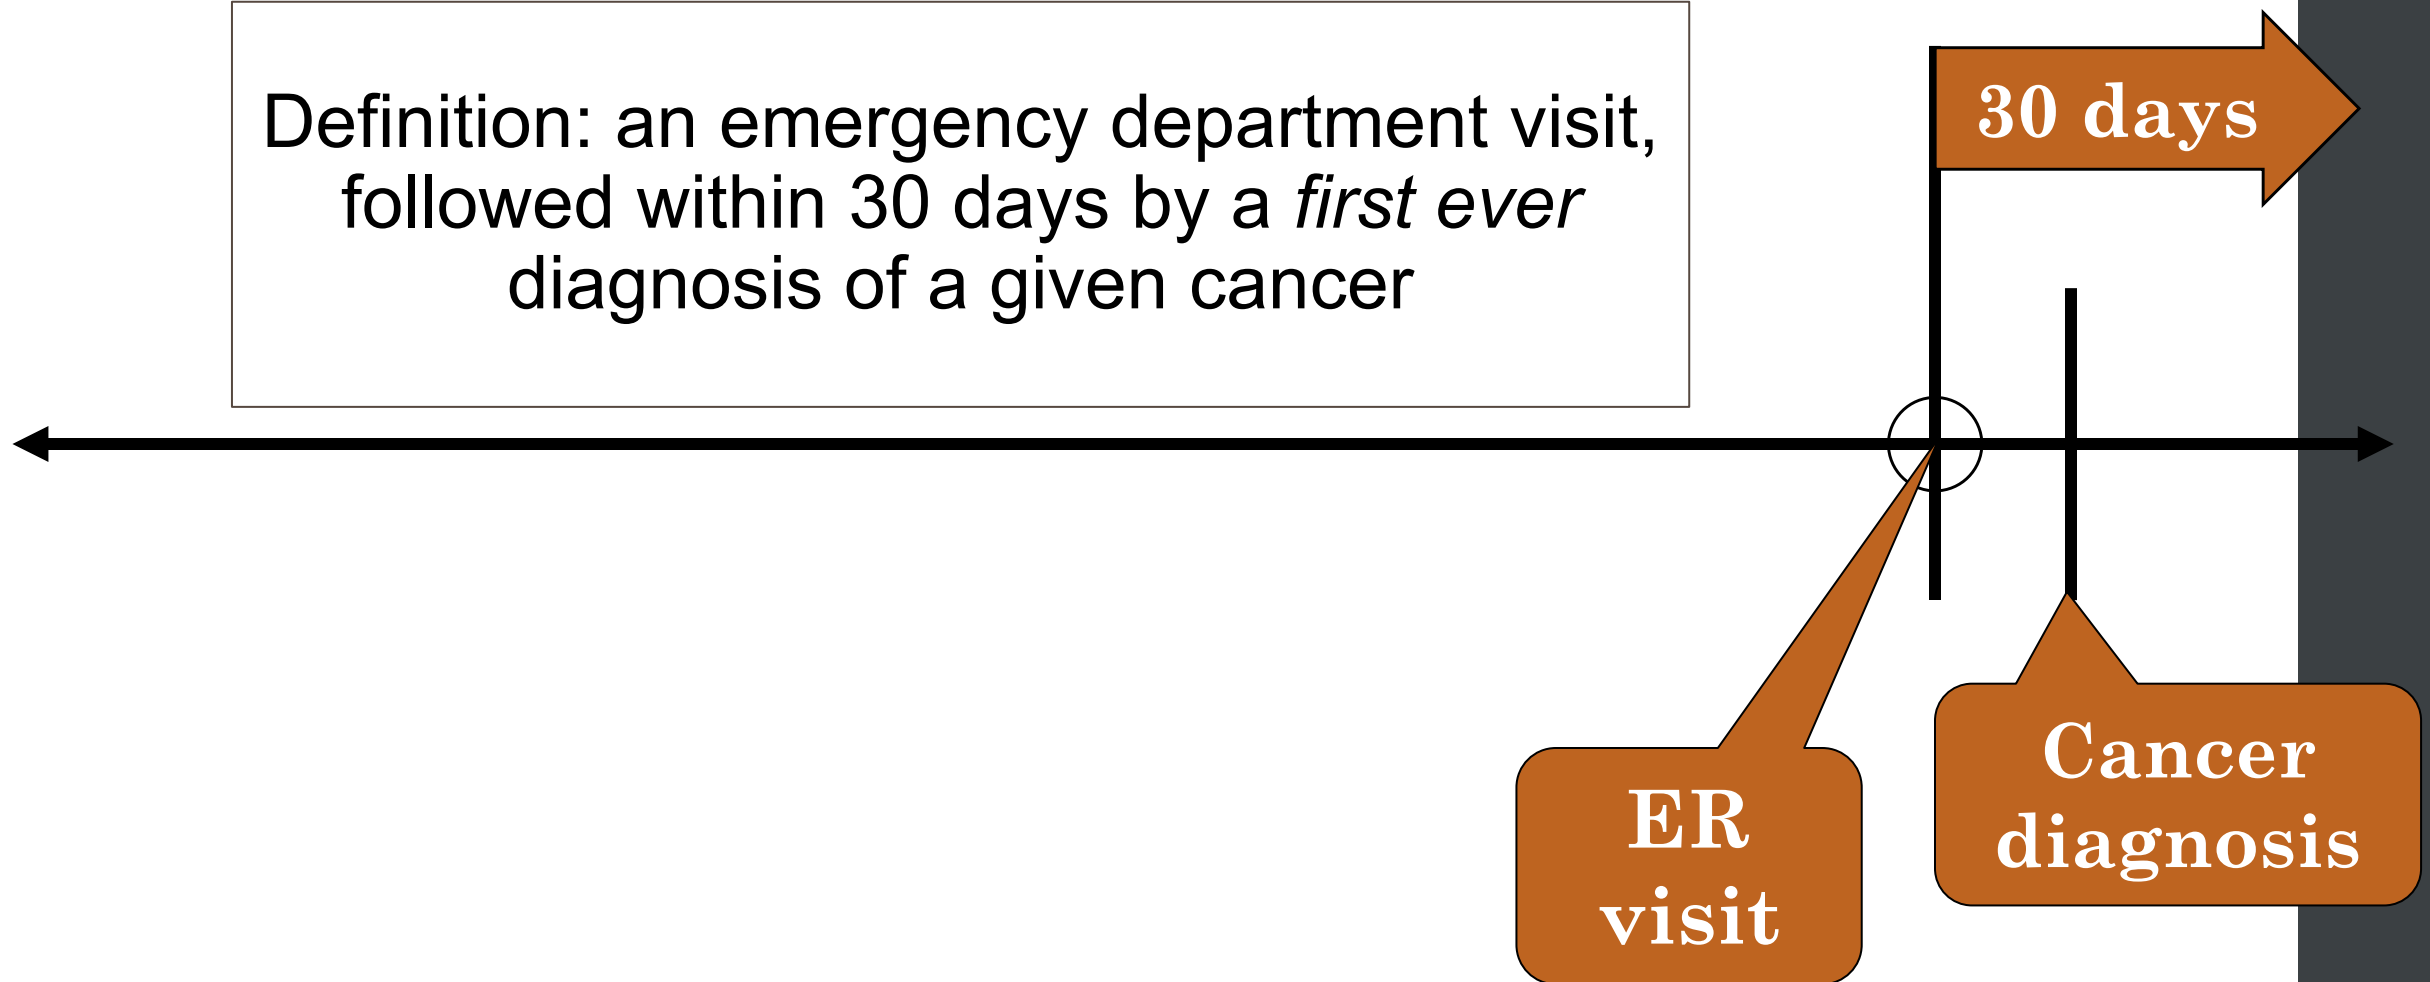 Definition: an emergency department visit,
followed within 30 days by a first ever
diagnosis of a given cancer
30 days
ER
visit
Cancer
diagnosis